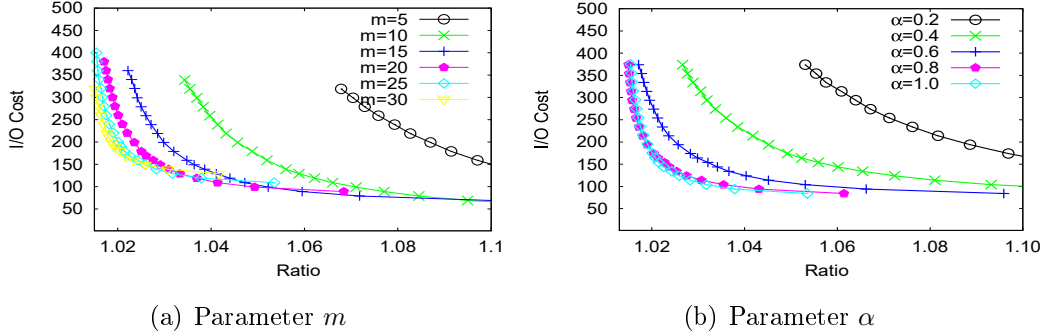 500
450
400
350
300
250
200
150
100
50
I/O Cost
1.02
1.04
1.06
1.08
1.1
Ratio
m=5
m=10
m=15
m=20
m=25
m=30
(a) Parameter m
500
450
400
350
300
250
200
150
100
50
I/O Cost
1.02
1.04
1.06
1.08
1.10
Ratio
α=0.2
α=0.4
α=0.6
α=0.8
α=1.0
(b) Parameter α